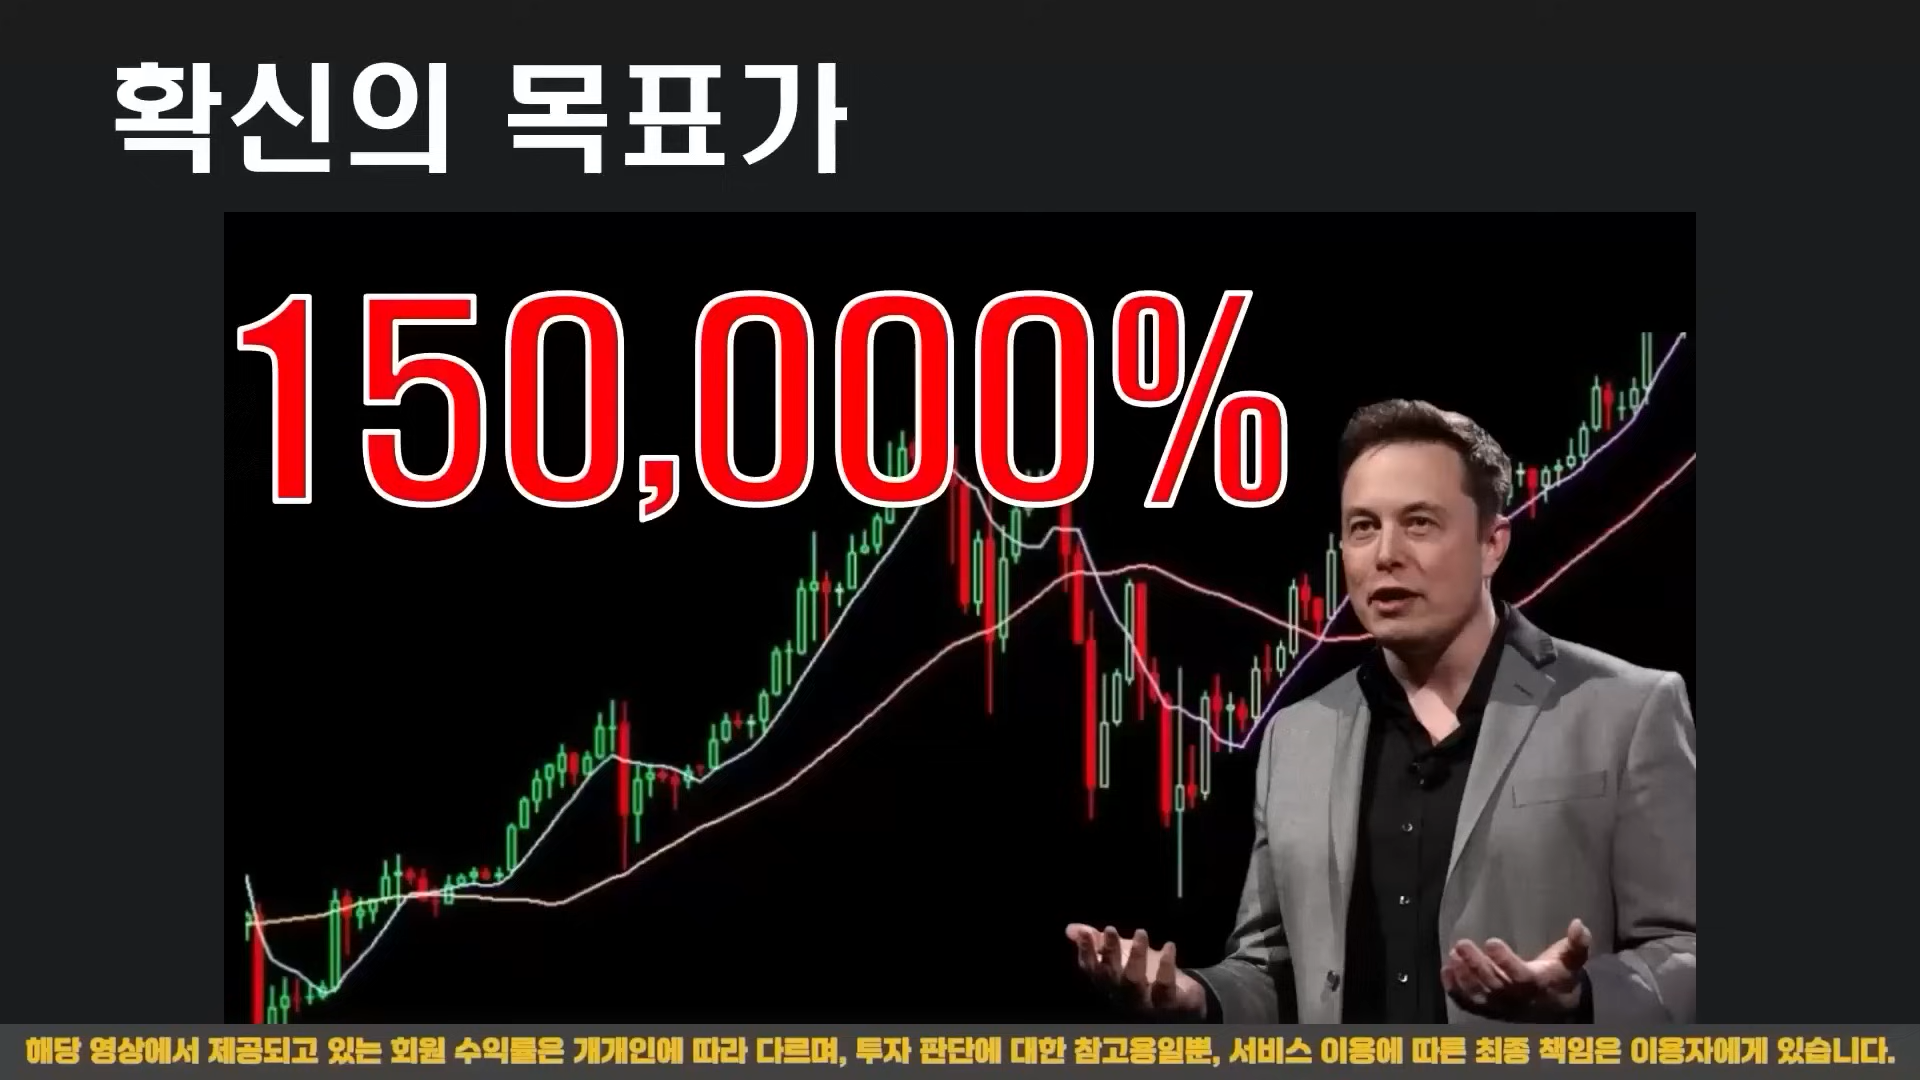 확신의 목표가
150,000%
해당 영상에서 제공되고 있는 회원 수익률은 개개인에 따라 다르며, 투자 판단에 대한 참고용일뿐, 서비스 이용에 따른 최종 책임은 이용자에게 있습니다.